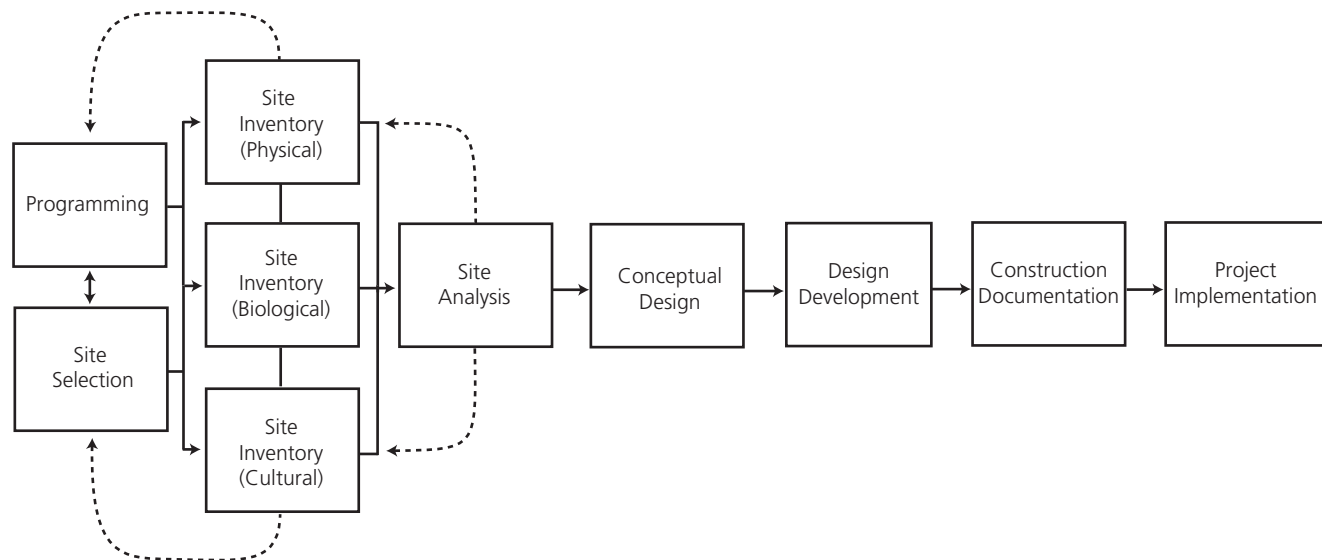 Programming
Site
Selection
Site
Inventory
(Physical)
Site
Inventory
(Biological)
Site
Inventory
(Cultural)
Site
Analysis
Conceptual
Design
Design
Development
Construction
Documentation
Project
Implementation